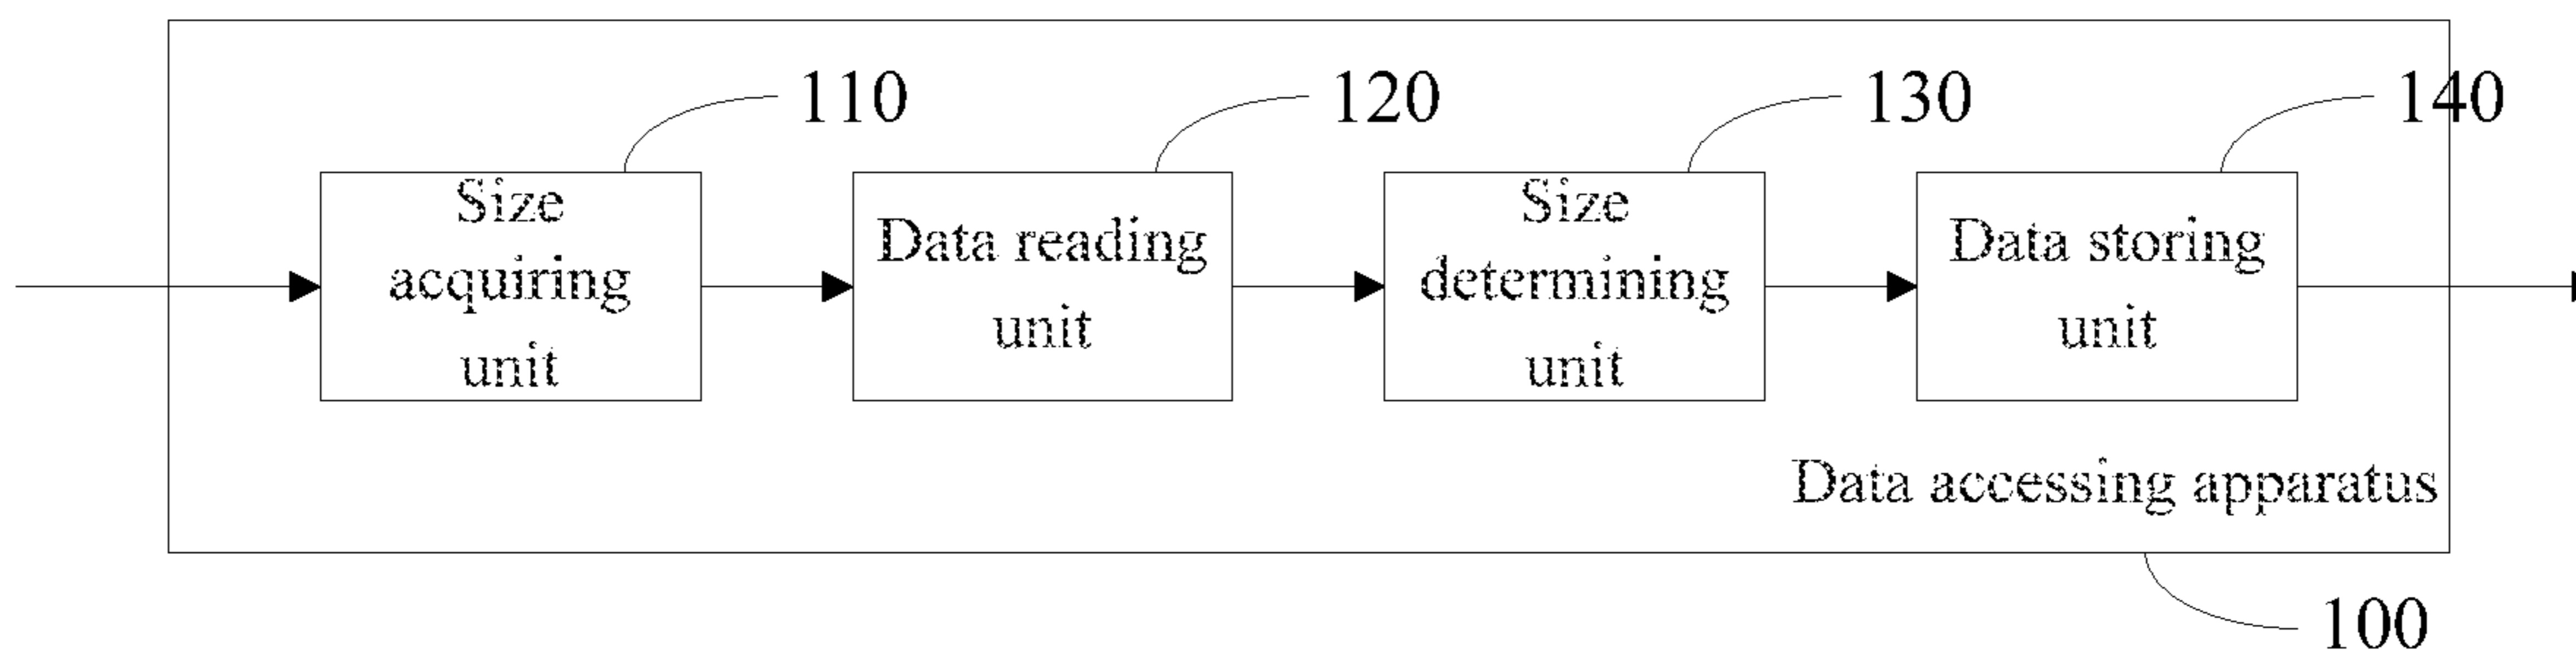 110
120
130
140
Size
acquiring
unit
Data reading
unit
Size
determining
unit
Data storing
unit
Data accessing apparatus
100